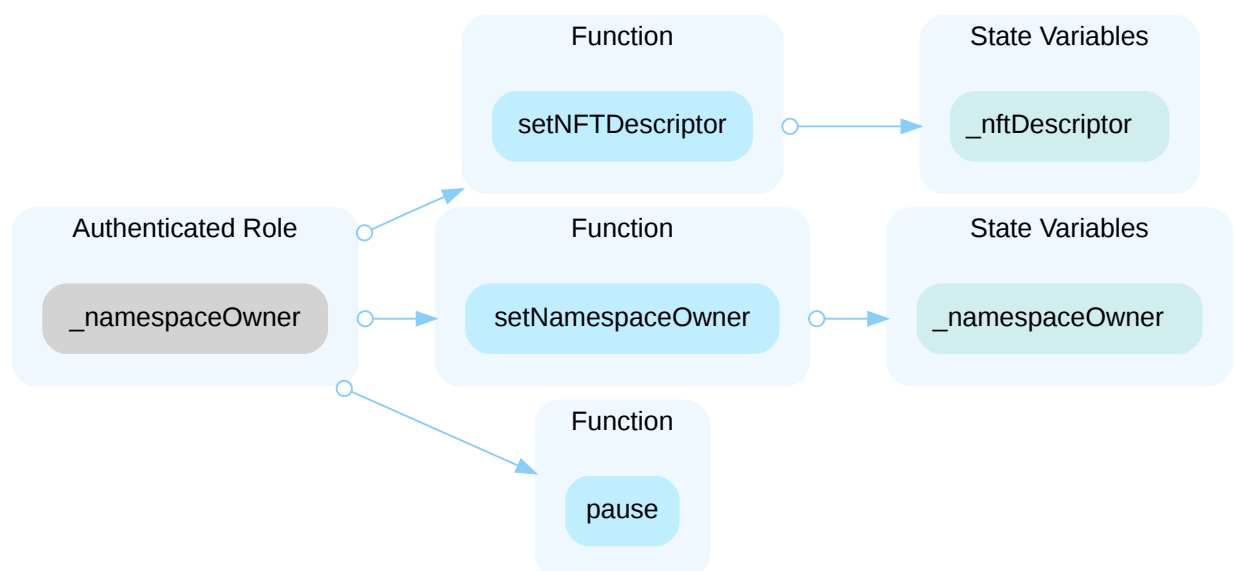 Function
State Variables
setNFTDescriptor
_nftDescriptor
Authenticated Role
Function
State Variables
_namespaceOwner
setNamespaceOwner
_namespaceOwner
Function
pause